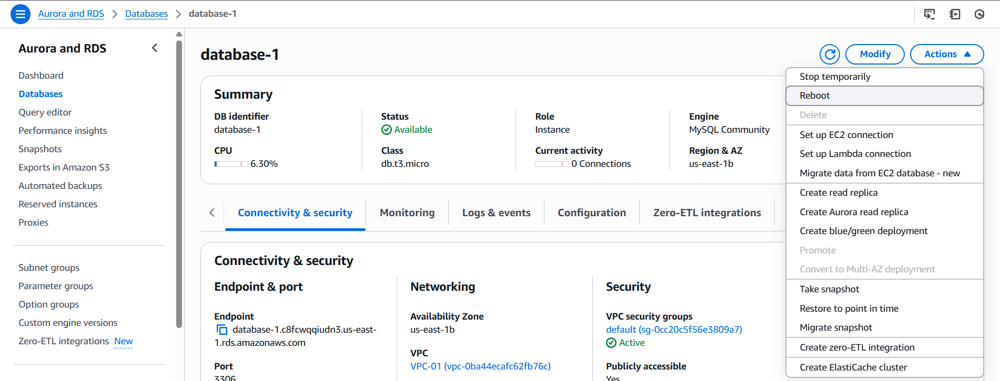 Aurora and RDS > Databases > database-1
Aurora and RDS
Dashboard
Databases
Query editor
Performance insights
Snapshots
Exports in Amazon S3
Automated backups
Reserved instances
Proxies
Subnet groups
Parameter groups
Option groups
Custom engine versions
Zero-ETL integrations New
database-1
Modify
Actions
Summary
DB identifier
database-1
Status
Available
Role
Instance
Engine
MySQL Community
CPU
6.30%
Class
db.t3.micro
Current activity
0 Connections
Region & AZ
us-east-1b
Connectivity & security
Monitoring
Logs & events
Configuration
Zero-ETL integrations
Connectivity & security
Endpoint & port
Endpoint
database-1.c8fcwqqiudn3.us-east-
1.rds.amazonaws.com
Port
3306
Networking
Availability Zone
us-east-1b
VPC
VPC-01 (vpc-0ba44ecafc62fb76c)
Security
VPC security groups
default (sg-0cc20c5f56e3809a7)
Active
Publicly accessible
Yes
Stop temporarily
Reboot
Delete
Set up EC2 connection
Set up Lambda connection
Migrate data from EC2 database - new
Create read replica
Create Aurora read replica
Create blue/green deployment
Promote
Convert to Multi-AZ deployment
Take snapshot
Restore to point in time
Migrate snapshot
Create zero-ETL integration
Create ElastiCache cluster